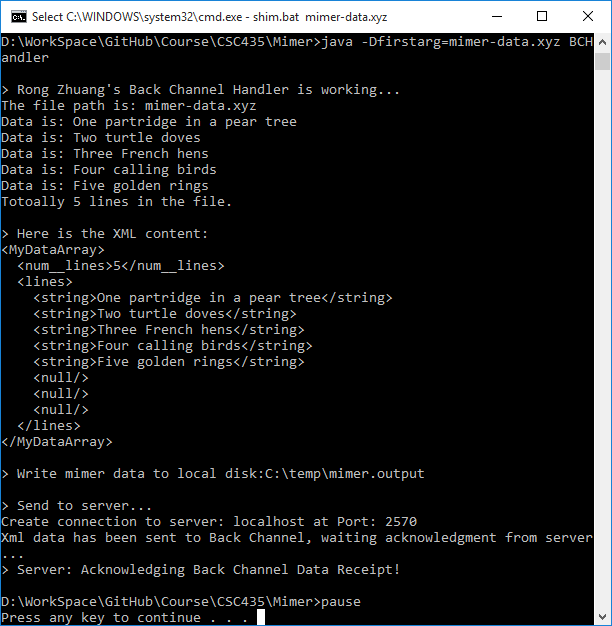 Select C:\WINDOWS\system32\cmd.exe - shim.bat  mimer-data.xyz
D:\WorkSpace\GitHub\Course\CSC435\Mimer>java -Dfirstarg=mimer-data.xyz BCH
andler
> Rong Zhuang's Back Channel Handler is working...
The file path is: mimer-data.xyz
Data is: One partridge in a pear tree
Data is: Two turtle doves
Data is: Three French hens
Data is: Four calling birds
Data is: Five golden rings
Totoally 5 lines in the file.
> Here is the XML content:
<MyDataArray>
  <num__lines>5</num__lines>
  <lines>
    <string>One partridge in a pear tree</string>
    <string>Two turtle doves</string>
    <string>Three French hens</string>
    <string>Four calling birds</string>
    <string>Five golden rings</string>
    <null/>
    <null/>
    <null/>
  </lines>
</MyDataArray>
> Write mimer data to local disk:C:\temp\mimer.output
> Send to server...
Create connection to server: localhost at Port: 2570
Xml data has been sent to Back Channel, waiting acknowledgment from server
...
> Server: Acknowledging Back Channel Data Receipt!
D:\WorkSpace\GitHub\Course\CSC435\Mimer>pause
Press any key to continue . . .